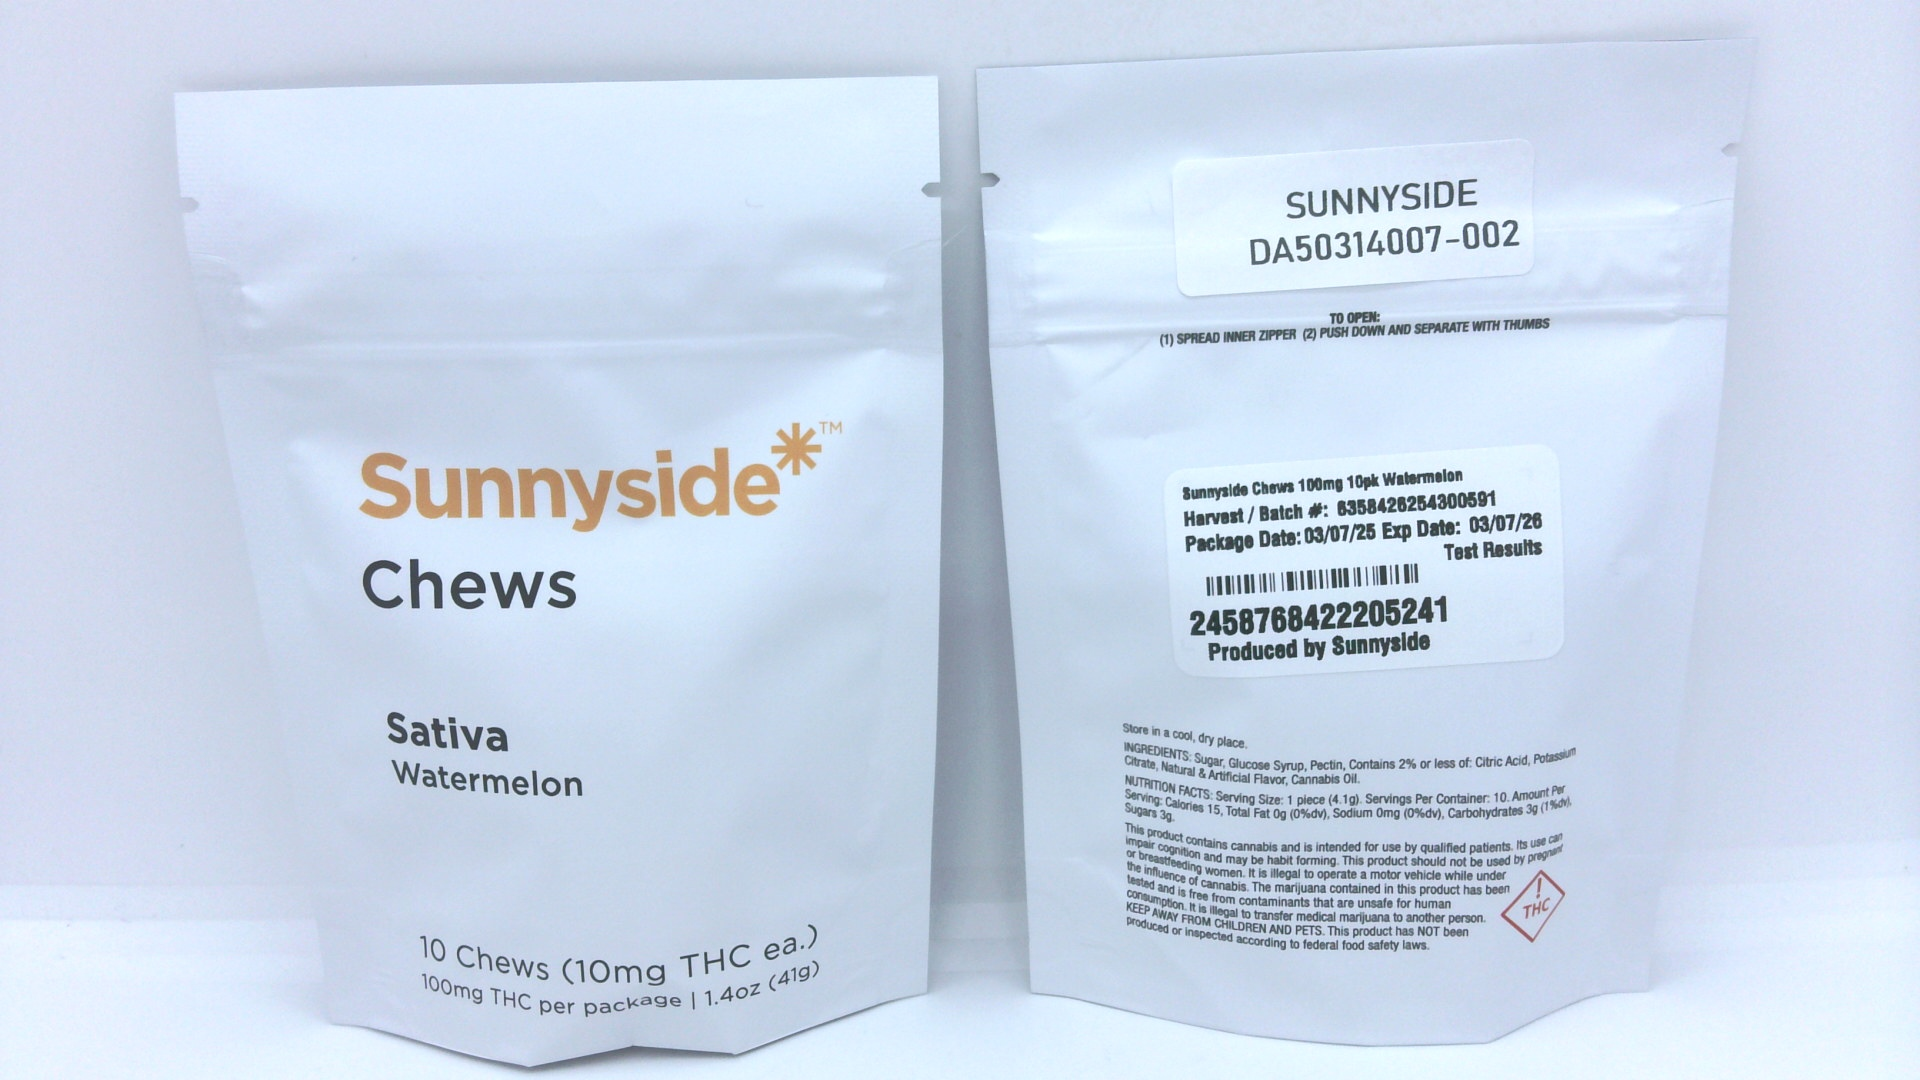 Sunnyside*™
Chews
Sativa
Watermelon
10 Chews (10mg THC ea.)
100mg THC per package | 1.4oz (41g)
SUNNYSIDE
DA50314007-002
TO OPEN:
(1) SPREAD INNER ZIPPER (2) PUSH DOWN AND SEPARATE WITH THUMBS
Sunnyside Chews 100mg 10pk Watermelon
Harvest / Batch #: 6358426254300591
Package Date: 03/07/25 Exp Date: 03/07/26
Test Results
2458768422205241
Produced by Sunnyside
Store in a cool, dry place.
INGREDIENTS: Sugar, Glucose Syrup, Pectin, Contains 2% or less of: Citric Acid, Potassium
Citrate, Natural & Artificial Flavor, Cannabis Oil.
NUTRITION FACTS: Serving Size: 1 piece (4.1g). Servings Per Container: 10. Amount Per
Serving: Calories 15, Total Fat 0g (0%dv), Sodium 0mg (0%dv), Carbohydrates 3g (1%dv),
Sugars 3g.
This product contains cannabis and is intended for use by qualified patients. Its use can
impair cognition and may be habit forming. This product should not be used by pregnant
or breastfeeding women. It is illegal to operate a motor vehicle while under
the influence of cannabis. The marijuana contained in this product has been
tested and is free from contaminants that are unsafe for human
consumption. It is illegal to transfer medical marijuana to another person.
KEEP AWAY FROM CHILDREN AND PETS. This product has NOT been
produced or inspected according to federal food safety laws.
!
THC